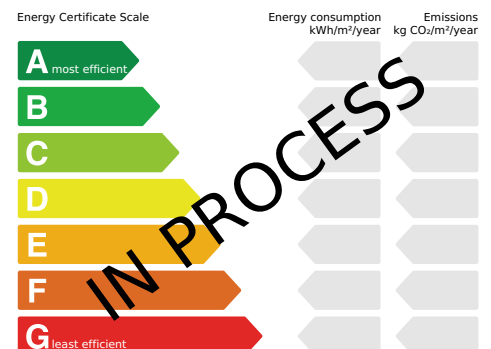 Energy Certificate Scale
Energy consumption
kWh/m²/year
Emissions
kg CO₂/m²/year
A most efficient
B
C
D
E
F
G least efficient
IN PROCESS